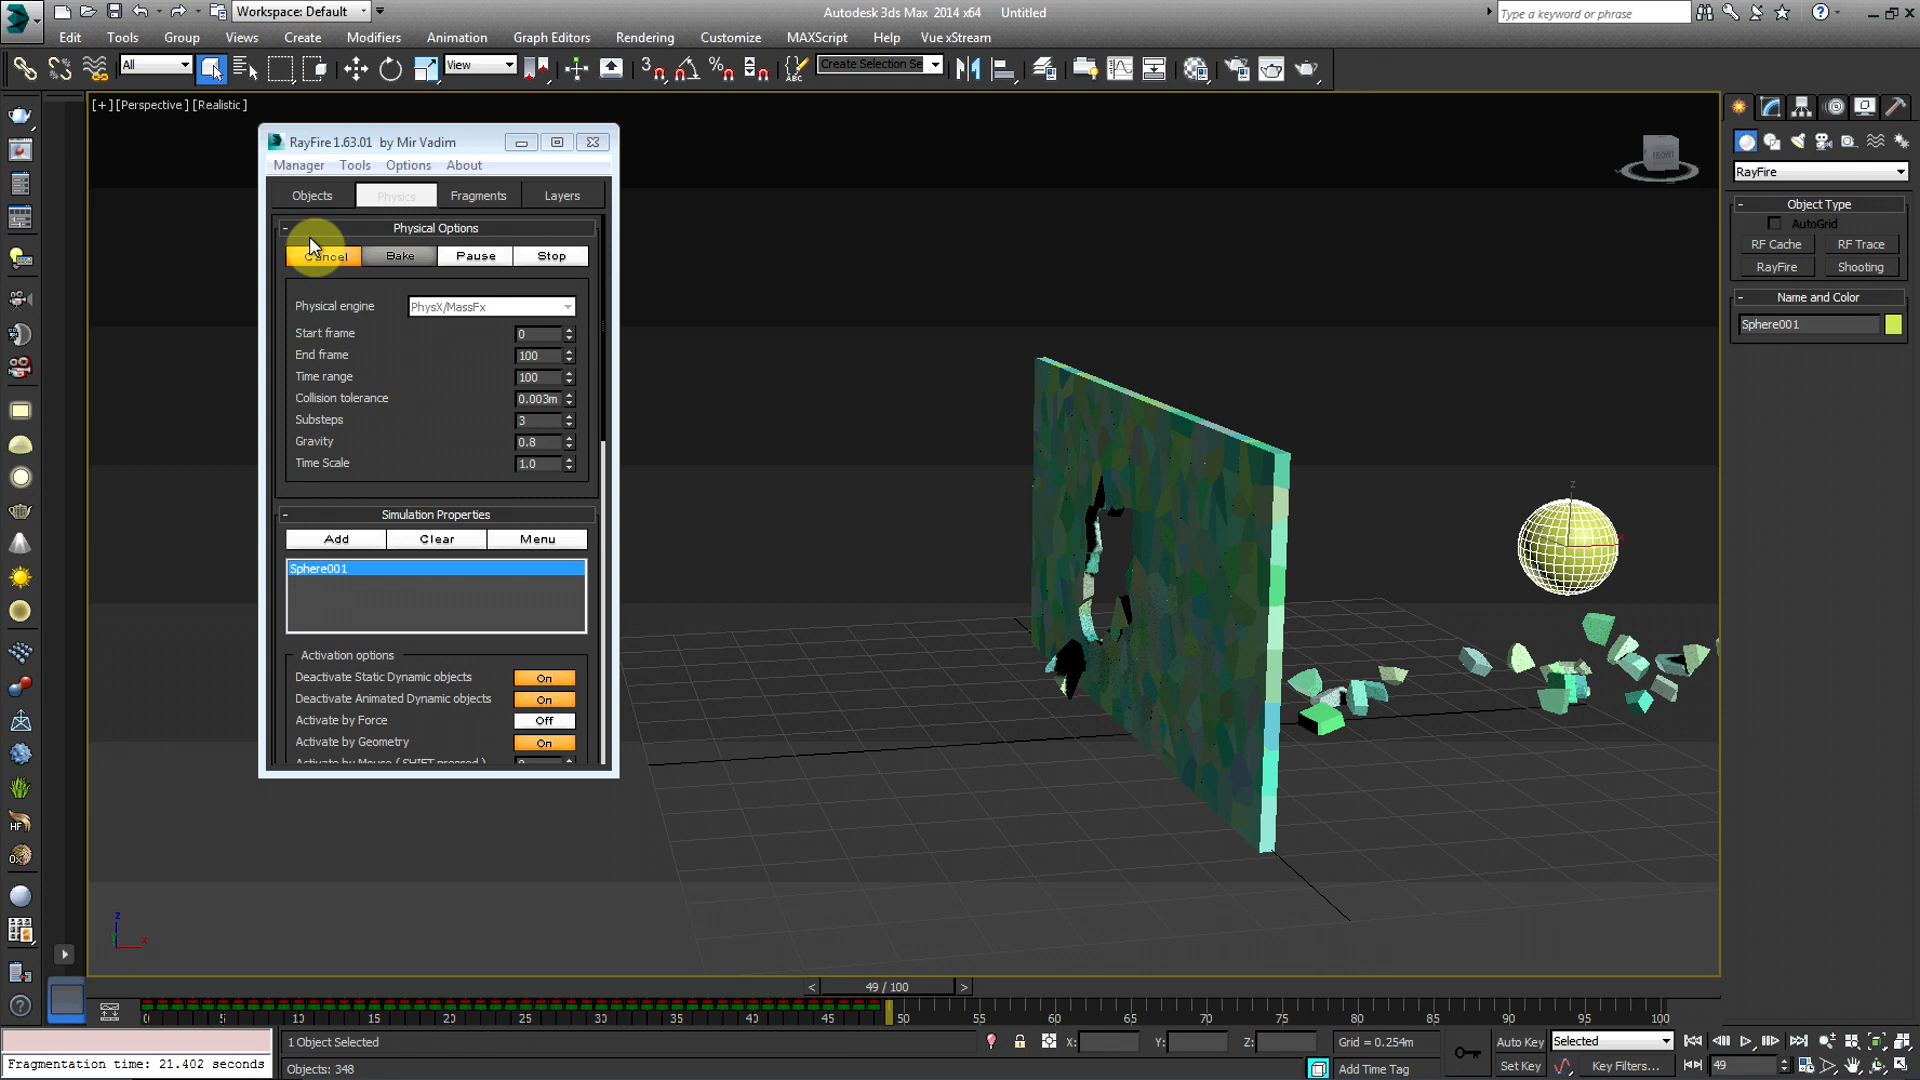 Workspace: Default
Autodesk 3ds Max 2014 x64 Untitled
Type a keyword or phrase
Edit Tools Group Views Create Modifiers Animation Graph Editors Rendering Customize MAXScript Help Vue xStream
All
View
Create Selection Se
[+] [Perspective] [Realistic]
RayFire 1.63.01 by Mir Vadim
Manager Tools Options About
Objects Physics Fragments Layers
- Physical Options
Cancel Bake Pause Stop
Physical engine PhysX/MassFx
Start frame 0
End frame 100
Time range 100
Collision tolerance 0.003m
Substeps 3
Gravity 0.8
Time Scale 1.0
- Simulation Properties
Add Clear Menu
Sphere001
Activation options
Deactivate Static Dynamic objects On
Deactivate Animated Dynamic objects On
Activate by Force Off
Activate by Geometry On
Activate by Mouse ( SHIFT pressed )
FRONT
RayFire
- Object Type
AutoGrid
RF Cache RF Trace
RayFire Shooting
- Name and Color
Sphere001
z
z
x
< 49 / 100 >
0 5 10 15 20 25 30 35 40 45 50 55 60 65 70 75 80 85 90 95 100
1 Object Selected
X: Y: Z: Grid = 0.254m
Auto Key Selected
Fragmentation time: 21.402 seconds
Objects: 348
Add Time Tag
Set Key Key Filters...
49